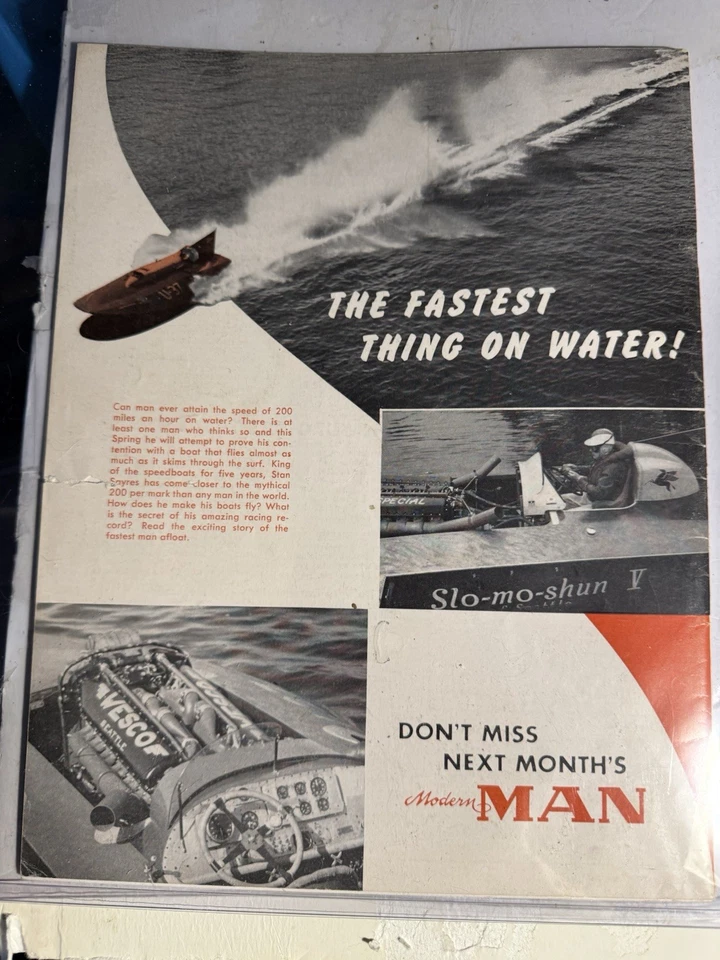 U-37
THE FASTEST
THING ON WATER!
Can man ever attain the speed of 200
miles an hour on water? There is at
least one man who thinks so and this
Spring he will attempt to prove his con-
tention with a boat that flies almost as
much as it skims through the surf. King
of the speedboats for five years, Stan
Sayres has come closer to the mythical
200 per mark than any man in the world.
How does he make his boats fly? What
is the secret of his amazing racing re-
cord? Read the exciting story of the
fastest man afloat.
SPECIAL
Slo-mo-shun V
Seattle
WESCOF
SEATTLE
DON'T MISS
NEXT MONTH'S
Modern MAN